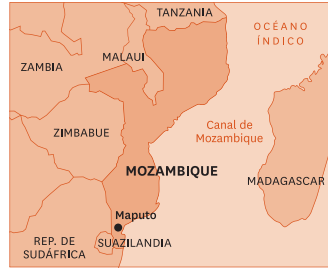 TANZANIA
OCÉANO
ÍNDICO
MALAUI
ZAMBIA
Canal de
Mozambique
ZIMBABUE
MOZAMBIQUE
MADAGASCAR
Maputo
REP. DE
SUDÁFRICA
SUAZILANDIA